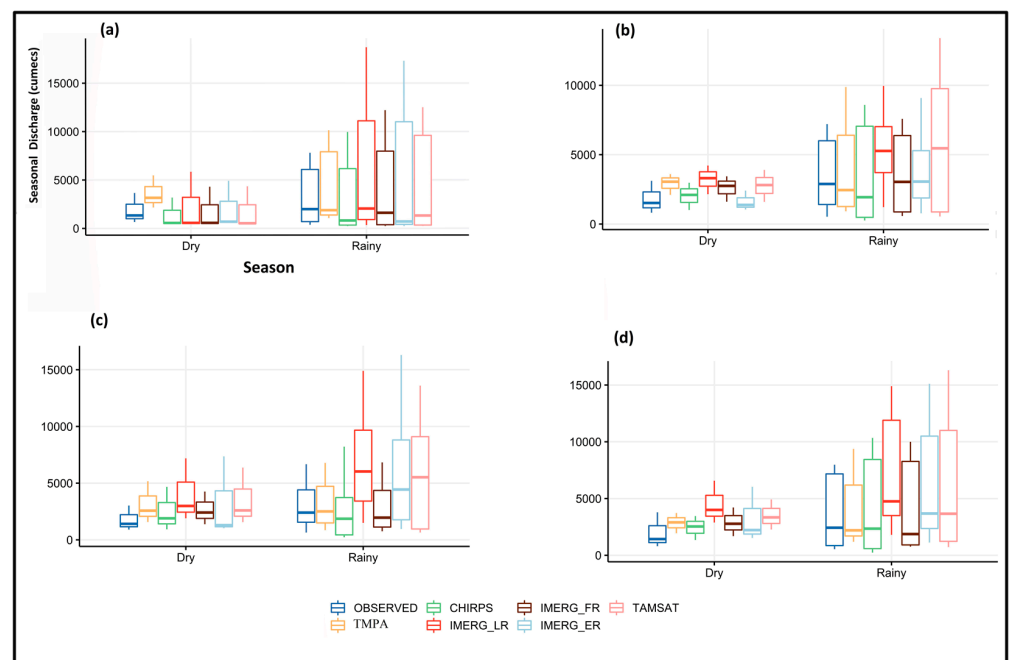 (a)
Seasonal Discharge (cumecs)
15000
10000
5000
0
Dry
Rainy
Season
(b)
10000
5000
0
Dry
Rainy
(c)
15000
10000
5000
0
Dry
Rainy
(d)
15000
10000
5000
0
Dry
Rainy
OBSERVED CHIRPS IMERG_FR TAMSAT
TMPA IMERG_LR IMERG_ER